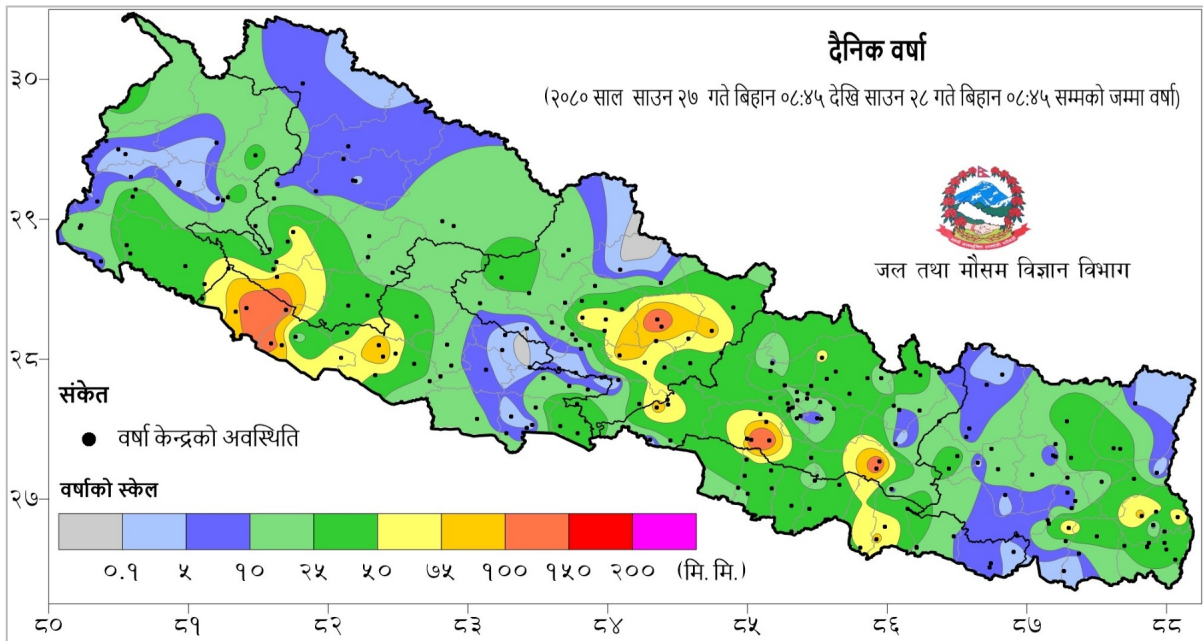 दैनिक वर्षा
(२०८० साल साउन २७ गते बिहान ०८:४५ देखि साउन २८ गते बिहान ०८:४५ सम्मको जम्मा वर्षा)
जल तथा मौसम विज्ञान विभाग
३०
२९
२८
२७
संकेत
वर्षा केन्द्रको अवस्थिति
वर्षाको स्केल
०.१ ५ १० २५ ५० ७५ १०० १५० २०० (मि.मि.)
८० ८१ ८२ ८३ ८४ ८५ ८६ ८७ ८८